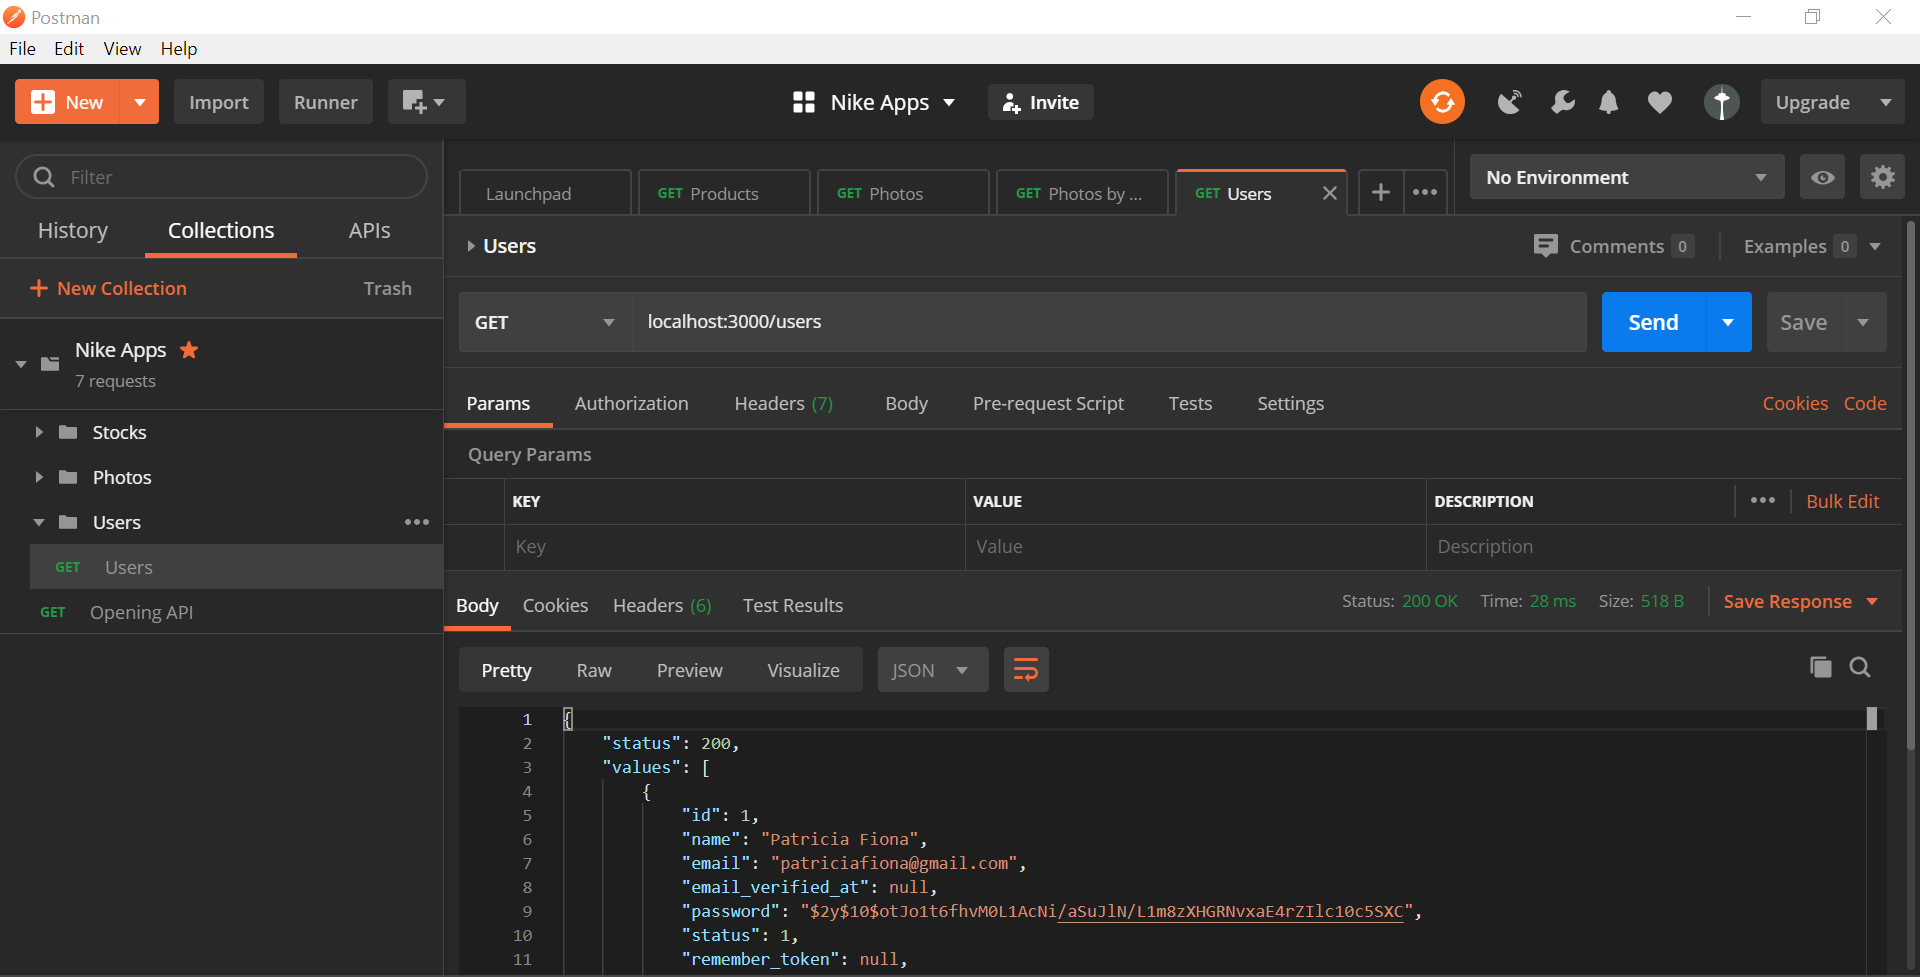 Postman
File Edit View Help
New Import Runner Nike Apps Invite Upgrade
Filter
History Collections APIs
New Collection Trash
Nike Apps
7 requests
Stocks
Photos
Users
GET Users
GET Opening API
Launchpad GET Products GET Photos GET Photos by ... GET Users No Environment
Users Comments 0 Examples 0
GET localhost:3000/users Send Save
Params Authorization Headers (7) Body Pre-request Script Tests Settings Cookies Code
Query Params
KEY VALUE DESCRIPTION Bulk Edit
Key Value Description
Body Cookies Headers (6) Test Results Status: 200 OK Time: 28 ms Size: 518 B Save Response
Pretty Raw Preview Visualize JSON
1 {
2 "status": 200,
3 "values": [
4 {
5 "id": 1,
6 "name": "Patricia Fiona",
7 "email": "patriciafiona@gmail.com",
8 "email_verified_at": null,
9 "password": "$2y$10$otJo1t6fhvM0L1AcNi/aSuJlN/L1m8zXHGRNvxaE4rZIlc10c5SXC",
10 "status": 1,
11 "remember_token": null,